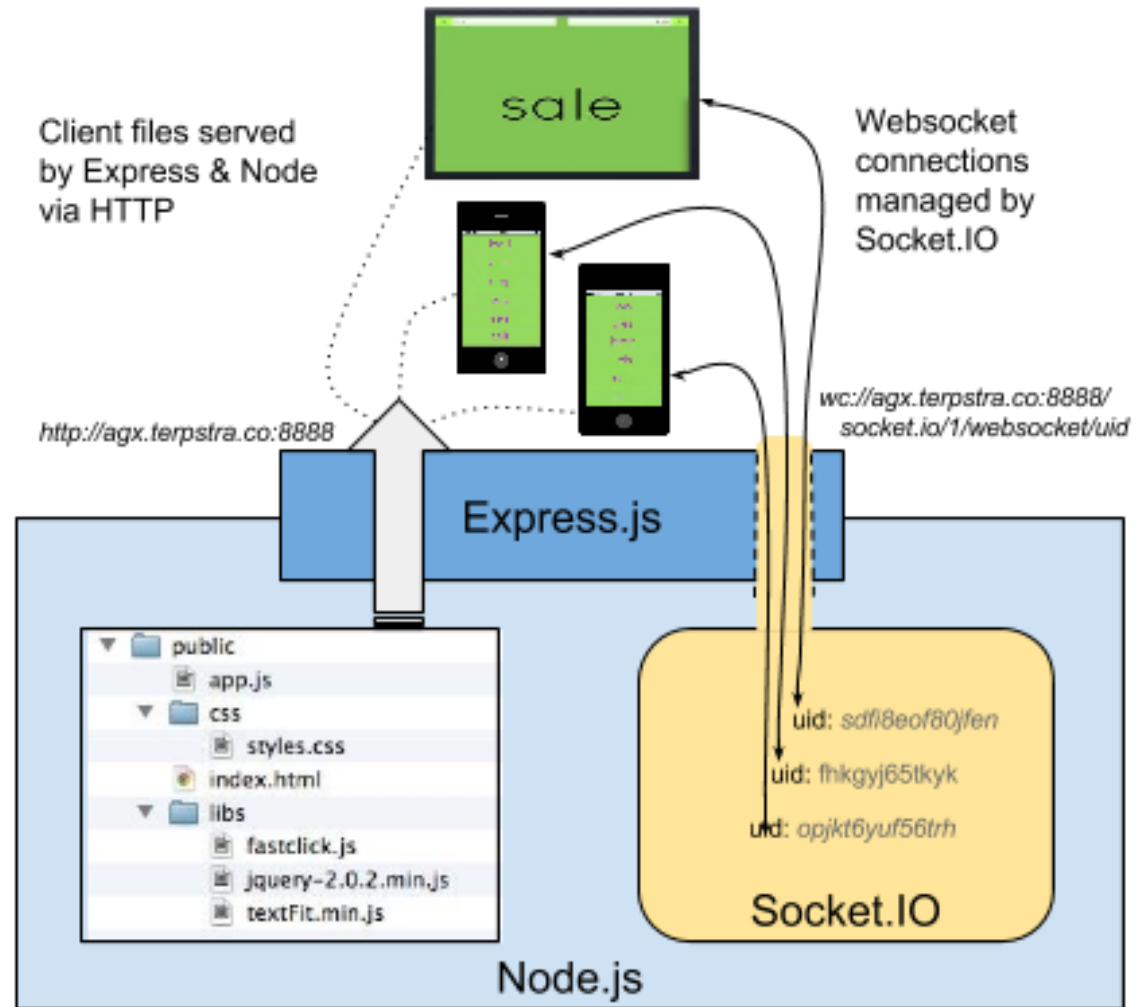 sale
Client files served
by Express & Node
via HTTP
Websocket
connections
managed by
Socket.IO
http://agx.terpstra.co:8888
wc://agx.terpstra.co:8888/
socket.io/1/websocket/uid
Express.js
public
app.js
css
styles.css
index.html
libs
fastclick.js
jquery-2.0.2.min.js
textFit.min.js
uid: sdfi8eof80jfen
uid: fhkgyj65tkyk
uid: opjkt6yuf56trh
Socket.IO
Node.js